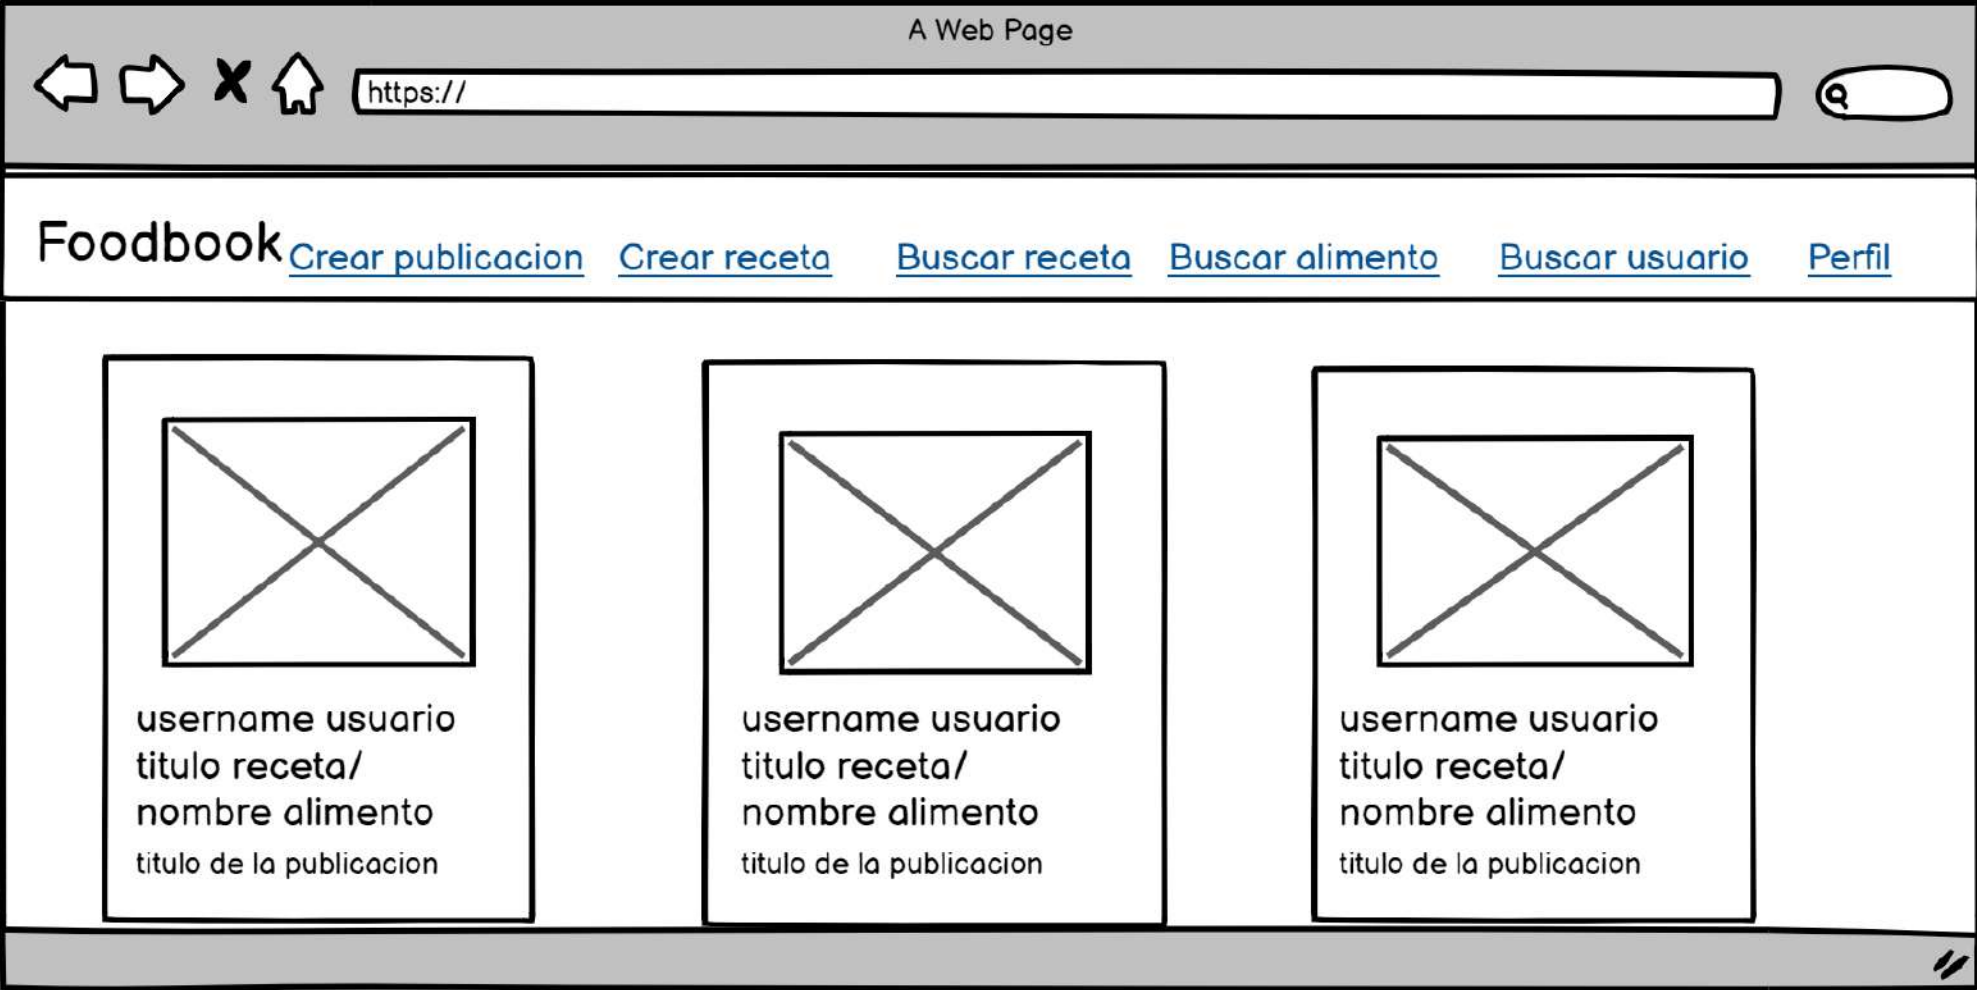 A Web Page
https://
Foodbook Crear publicacion Crear receta Buscar receta Buscar alimento Buscar usuario Perfil
username usuario
titulo receta/
nombre alimento
titulo de la publicacion
username usuario
titulo receta/
nombre alimento
titulo de la publicacion
username usuario
titulo receta/
nombre alimento
titulo de la publicacion